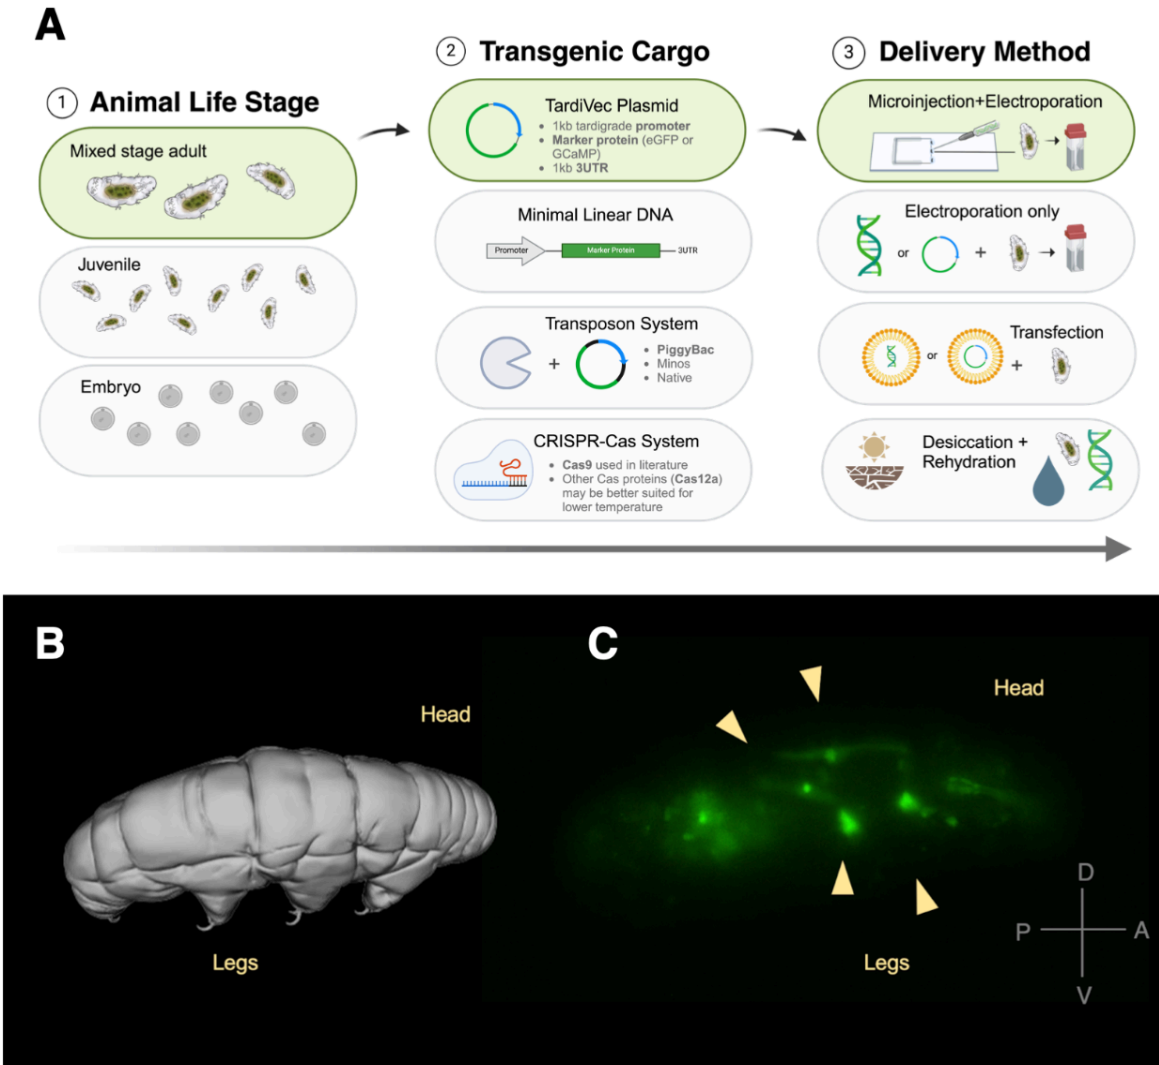 A
1 Animal Life Stage
Mixed stage adult
Juvenile
Embryo
2 Transgenic Cargo
TardiVec Plasmid
• 1kb tardigrade promoter
• Marker protein (eGFP or
GCaMP)
• 1kb 3UTR
Minimal Linear DNA
Promoter Marker Protein 3UTR
Transposon System
+
• PiggyBac
• Minos
• Native
CRISPR-Cas System
• Cas9 used in literature
• Other Cas proteins (Cas12a)
may be better suited for
lower temperature
3 Delivery Method
Microinjection+Electroporation
Electroporation only
or +
Transfection
or +
Desiccation +
Rehydration
B
Head
Legs
C
Head
Legs
D
P A
V